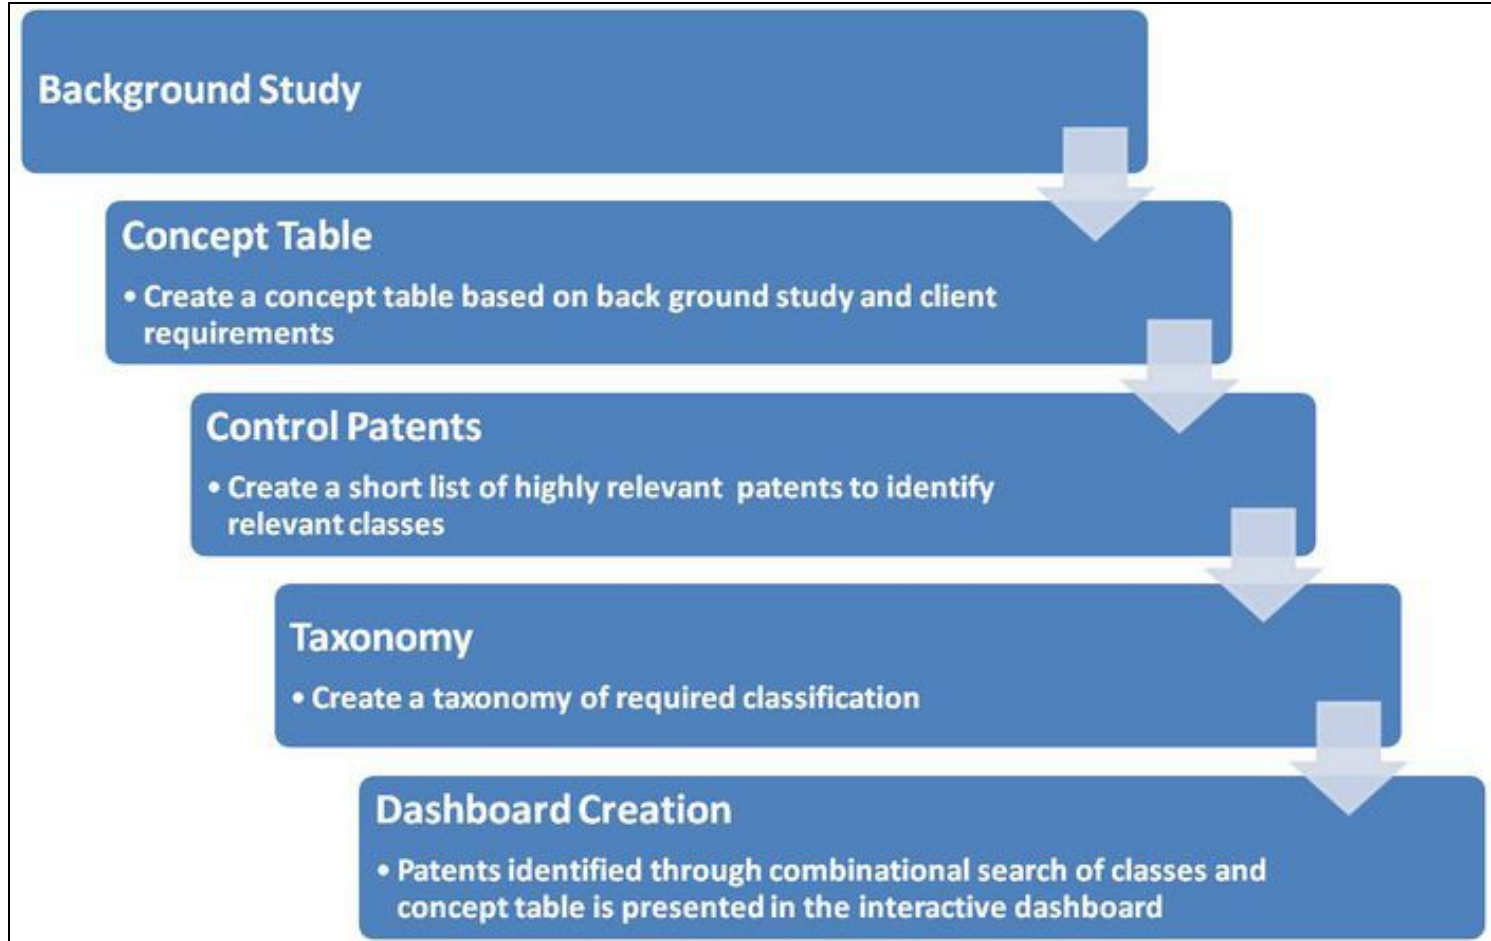 Background Study
Concept Table
• Create a concept table based on back ground study and client
requirements
Control Patents
• Create a short list of highly relevant patents to identify
relevant classes
Taxonomy
• Create a taxonomy of required classification
Dashboard Creation
• Patents identified through combinational search of classes and
concept table is presented in the interactive dashboard